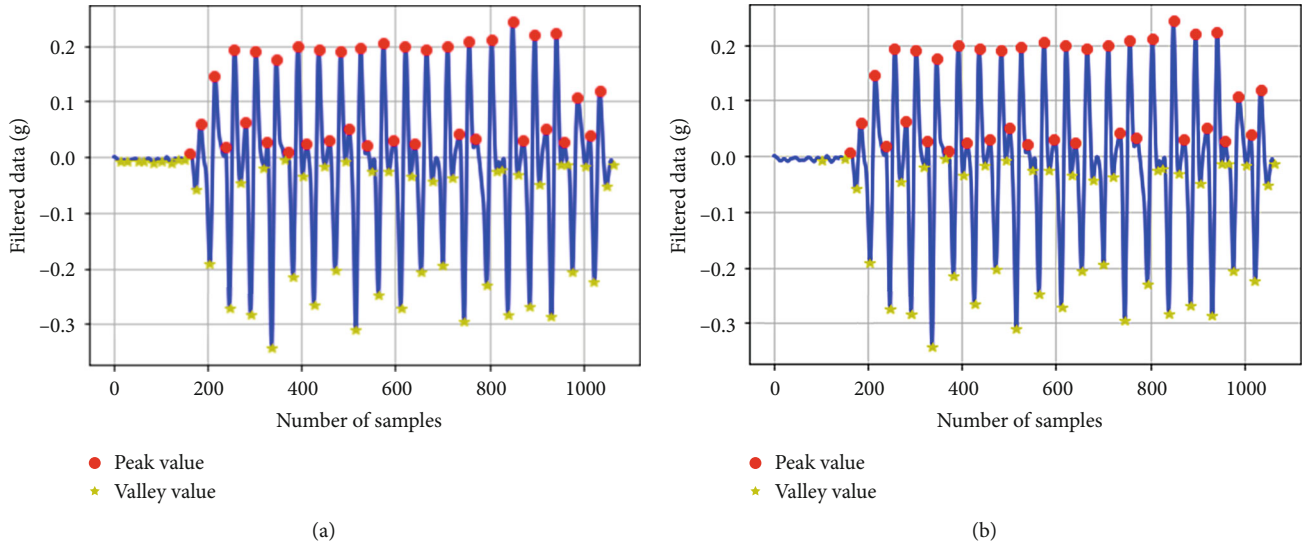 0.2
0.1
0.0
−0.1
−0.2
−0.3
Filtered data (g)
0 200 400 600 800 1000
Number of samples
Peak value
Valley value
(a)
0.2
0.1
0.0
−0.1
−0.2
−0.3
Filtered data (g)
0 200 400 600 800 1000
Number of samples
Peak value
Valley value
(b)